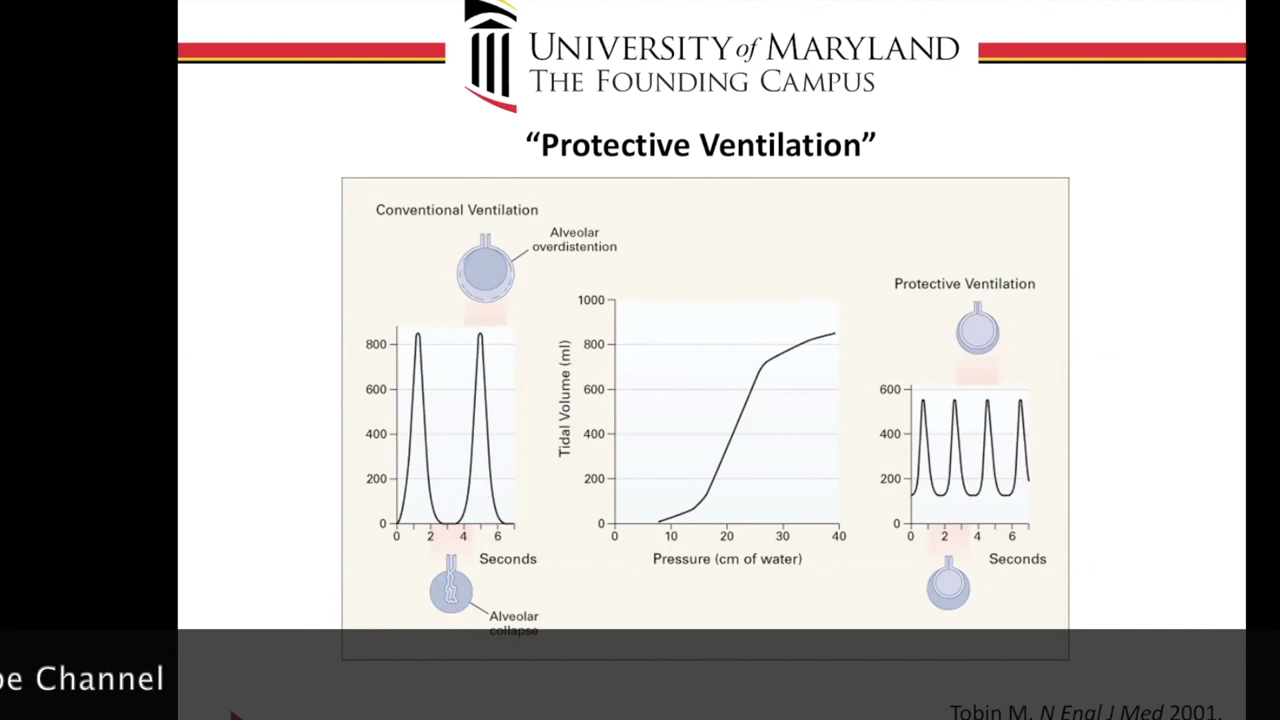 UNIVERSITY of MARYLAND
THE FOUNDING CAMPUS
“Protective Ventilation”
Conventional Ventilation
Alveolar
overdistention
800
600
400
200
0
0 2 4 6
Seconds
Alveolar
collapse
Tidal Volume (ml)
1000
800
600
400
200
0
0 10 20 30 40
Pressure (cm of water)
Protective Ventilation
600
400
200
0
0 2 4 6
Seconds
Channel
Tobin M. N Engl J Med 2001.